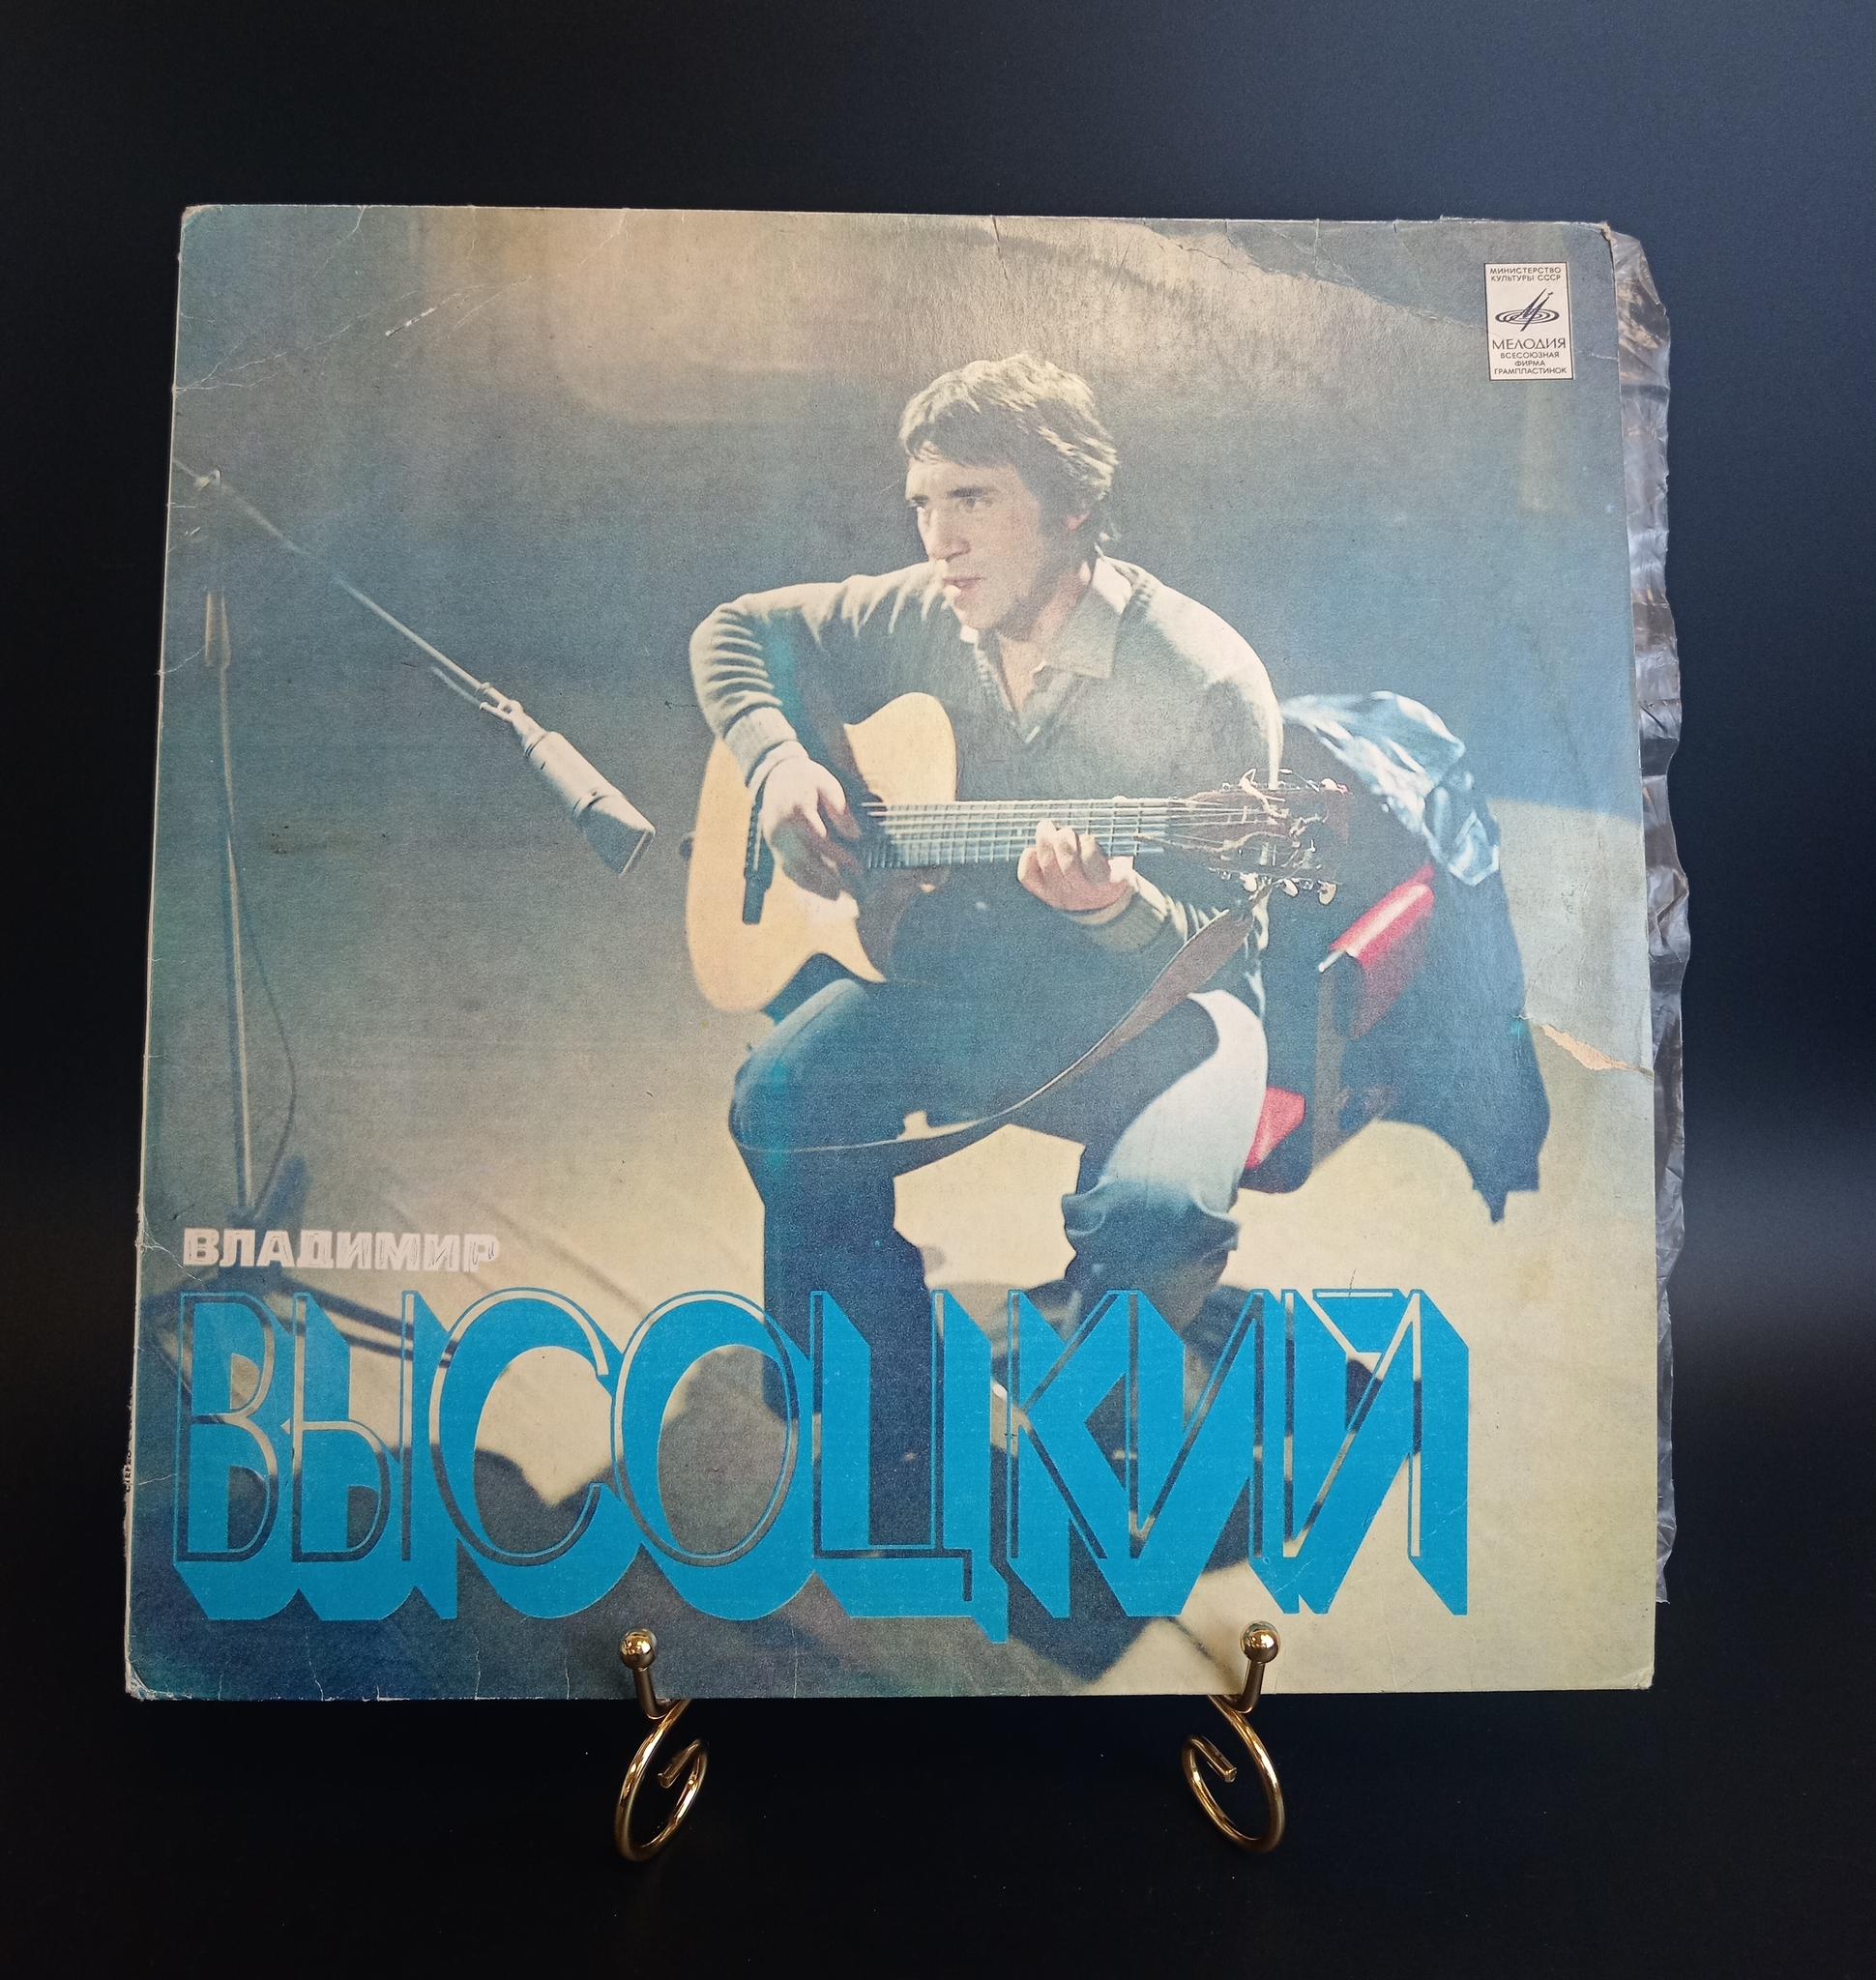 МИНИСТЕРСТВО
КУЛЬТУРЫ СССР
МЕЛОДИЯ
ВСЕСОЮЗНАЯ
ФИРМА
ГРАМПЛАСТИНОК
ВЛАДИМИР
ВЫСОЦКИЙ